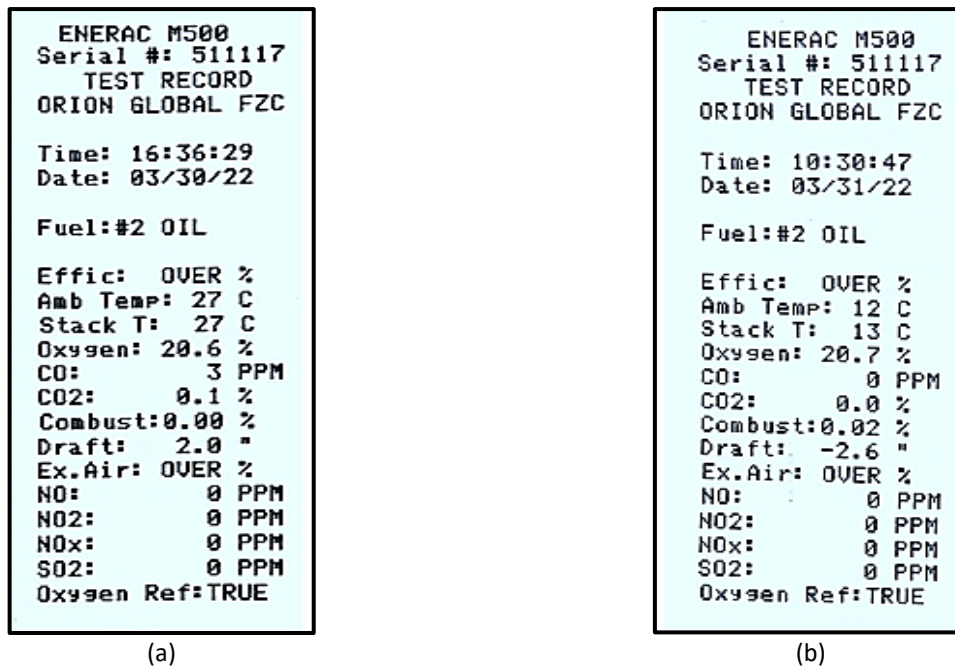 ENERAC M500
Serial #: 511117
TEST RECORD
ORION GLOBAL FZC
Time: 16:36:29
Date: 03/30/22
Fuel:#2 OIL
Effic: OVER %
Amb Temp: 27 C
Stack T: 27 C
Oxygen: 20.6 %
CO: 3 PPM
CO2: 0.1 %
Combust:0.00 %
Draft: 2.0 "
Ex.Air: OVER %
NO: 0 PPM
NO2: 0 PPM
NOx: 0 PPM
SO2: 0 PPM
Oxygen Ref:TRUE
(a)
ENERAC M500
Serial #: 511117
TEST RECORD
ORION GLOBAL FZC
Time: 10:30:47
Date: 03/31/22
Fuel:#2 OIL
Effic: OVER %
Amb Temp: 12 C
Stack T: 13 C
Oxygen: 20.7 %
CO: 0 PPM
CO2: 0.0 %
Combust:0.02 %
Draft: -2.6 "
Ex.Air: OVER %
NO: 0 PPM
NO2: 0 PPM
NOx: 0 PPM
SO2: 0 PPM
Oxygen Ref:TRUE
(b)